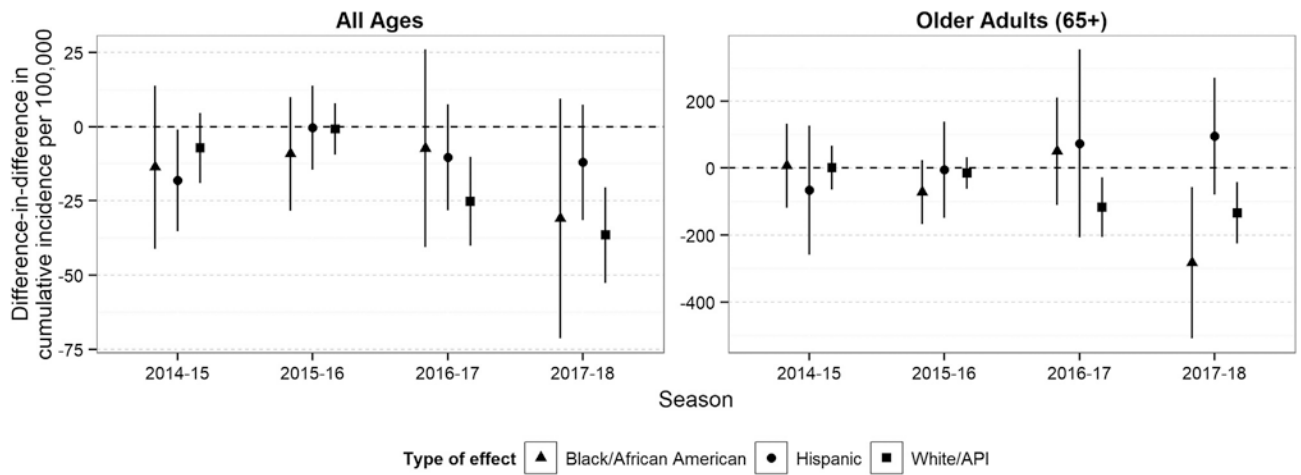 All Ages
Older Adults (65+)
Difference-in-difference in
cumulative incidence per 100,000
25
0
-25
-50
-75
200
0
-200
-400
2014-15 2015-16 2016-17 2017-18
2014-15 2015-16 2016-17 2017-18
Season
Type of effect Black/African American Hispanic White/API